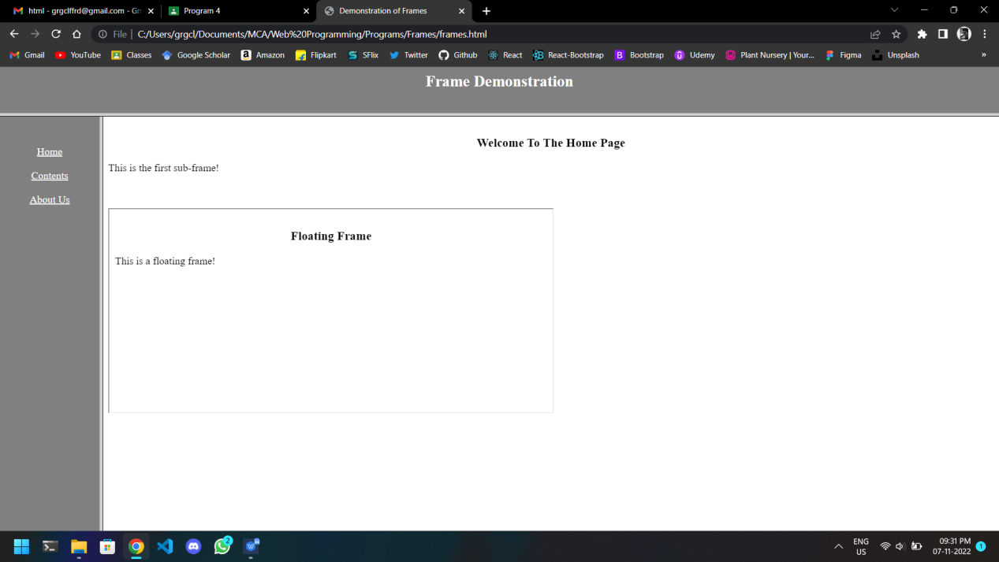 html - grgclffrd@gmail.com - Gm
Program 4
Demonstration of Frames
File | C:/Users/grgcl/Documents/MCA/Web%20Programming/Programs/Frames/frames.html
Gmail YouTube Classes Google Scholar Amazon Flipkart SFlix Twitter Github React React-Bootstrap Bootstrap Udemy Plant Nursery | Your... Figma Unsplash »
Frame Demonstration
Home
Contents
About Us
Welcome To The Home Page
This is the first sub-frame!
Floating Frame
This is a floating frame!
2
ENG
US
09:31 PM
07-11-2022
1